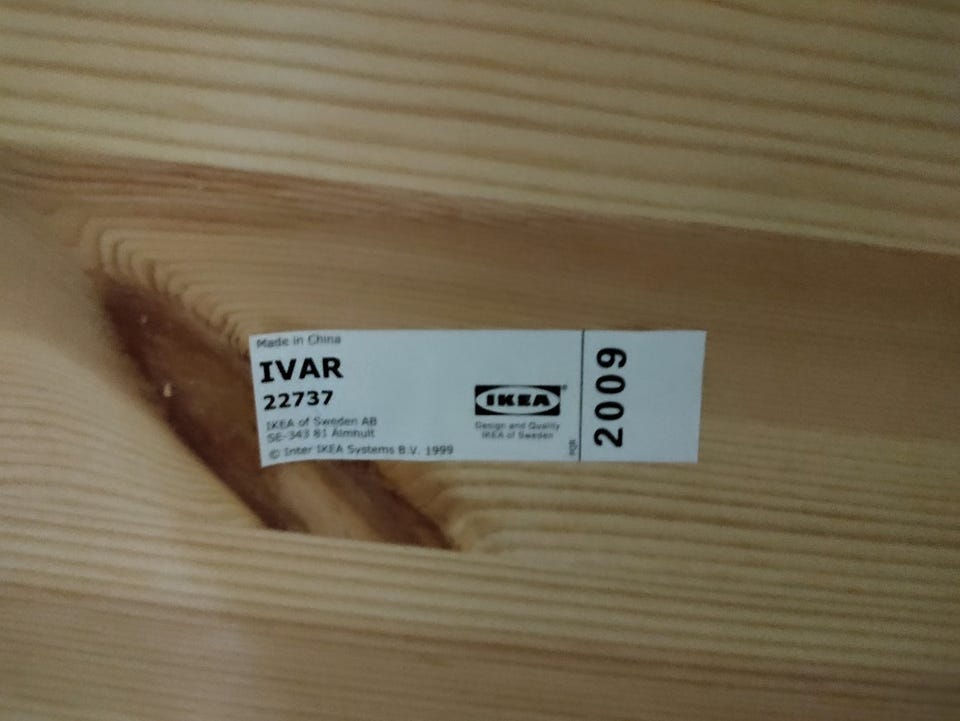 Made in China
IVAR
22737
IKEA of Sweden AB
SE-343 81 Älmhult
© Inter IKEA Systems B.V. 1999
IKEA®
Design and Quality
IKEA of Sweden
2009